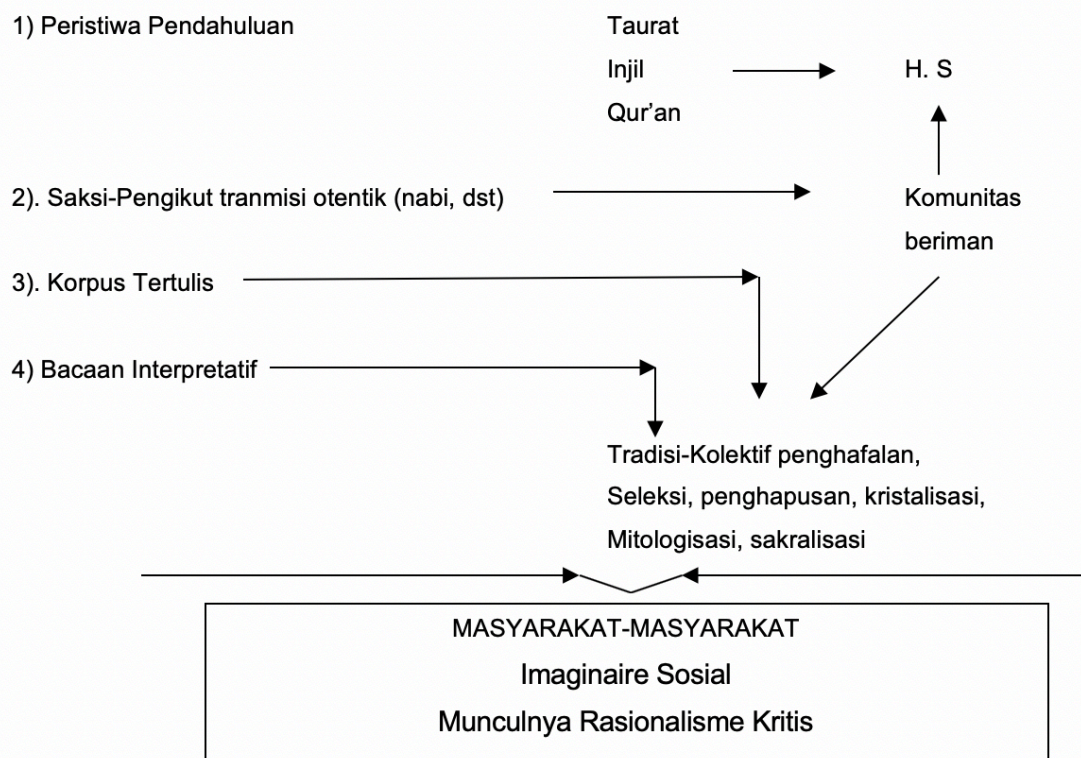 1) Peristiwa Pendahuluan
Taurat
Injil
H. S
Qur’an
2). Saksi-Pengikut tranmisi otentik (nabi, dst)
Komunitas
beriman
3). Korpus Tertulis
4) Bacaan Interpretatif
Tradisi-Kolektif penghafalan,
Seleksi, penghapusan, kristalisasi,
Mitologisasi, sakralisasi
MASYARAKAT-MASYARAKAT
Imaginaire Sosial
Munculnya Rasionalisme Kritis